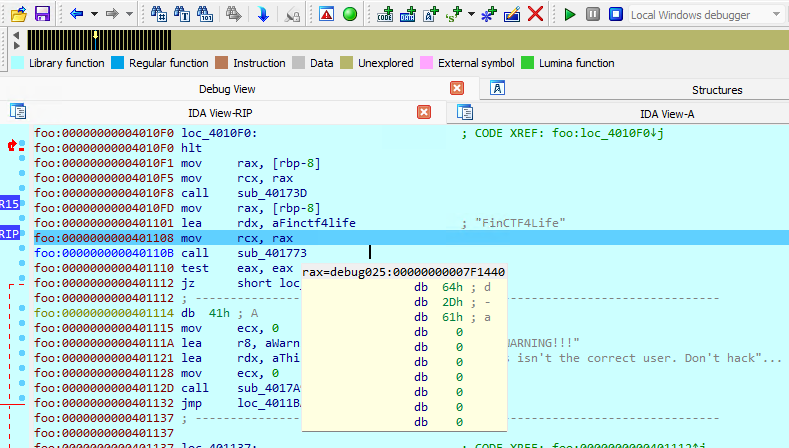 Local Windows debugger
Library function Regular function Instruction Data Unexplored External symbol Lumina function
Debug View Structures
IDA View-RIP IDA View-A
foo:00000000004010F0 loc_4010F0: ; CODE XREF: foo:loc_4010F0↓j
foo:00000000004010F0 hlt
foo:00000000004010F1 mov rax, [rbp-8]
foo:00000000004010F5 mov rcx, rax
R15 foo:00000000004010F8 call sub_40173D
foo:00000000004010FD mov rax, [rbp-8]
foo:0000000000401101 lea rdx, aFinctf4life ; "FinCTF4Life"
RIP foo:0000000000401108 mov rcx, rax
foo:000000000040110B call sub_401773
foo:0000000000401110 test eax, eax
foo:0000000000401112 jz short loc_
foo:0000000000401112 ; ---
foo:0000000000401114 db 41h ; A
foo:0000000000401115 mov ecx, 0
foo:000000000040111A lea r8, aWarn
foo:0000000000401121 lea rdx, aThi
foo:0000000000401128 mov ecx, 0
foo:000000000040112D call sub_4017A
foo:0000000000401132 jmp loc_4011B
foo:0000000000401137 ; ---
foo:0000000000401137
foo:0000000000401137 loc_401137: ; CODE XREF: foo:0000000000401112↑j
rax=debug025:00000000007F1440
db 64h ; d
db 2Dh ; -
db 61h ; a
db 0
db 0
db 0
db 0
db 0
db 0
db 0
WARNING!!!"
s isn't the correct user. Don't hack"...